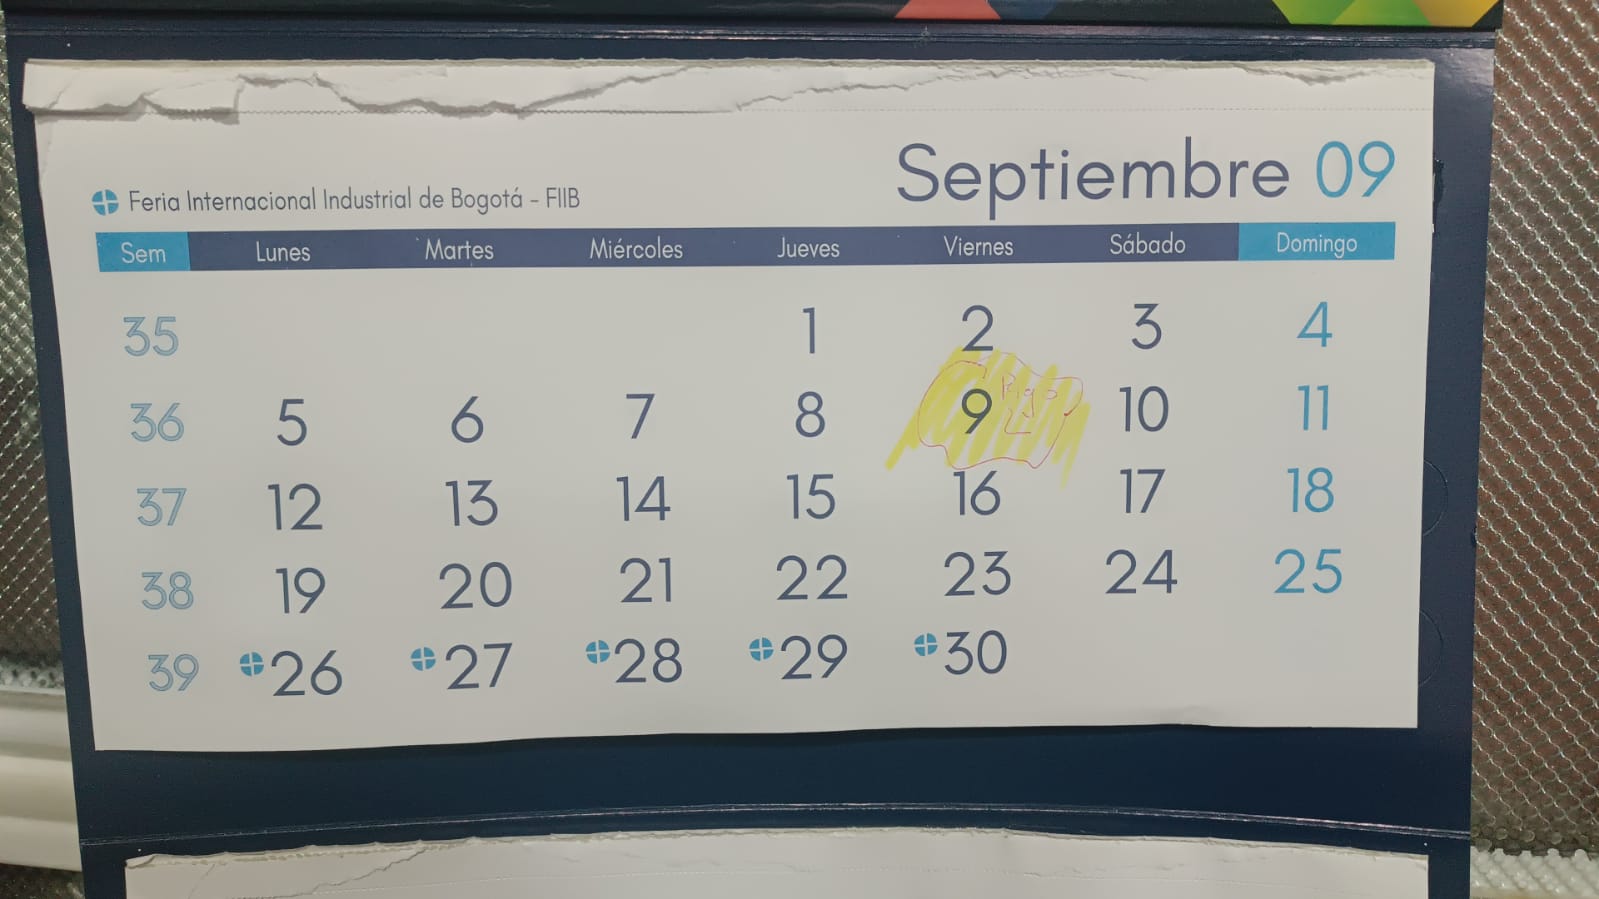 Septiembre 09
Feria Internacional Industrial de Bogotá - FIIB
Sem Lunes Martes Miércoles Jueves Viernes Sábado Domingo
35 1 2 3 4
36 5 6 7 8 9 10 11
37 12 13 14 15 16 17 18
38 19 20 21 22 23 24 25
39 26 27 28 29 30